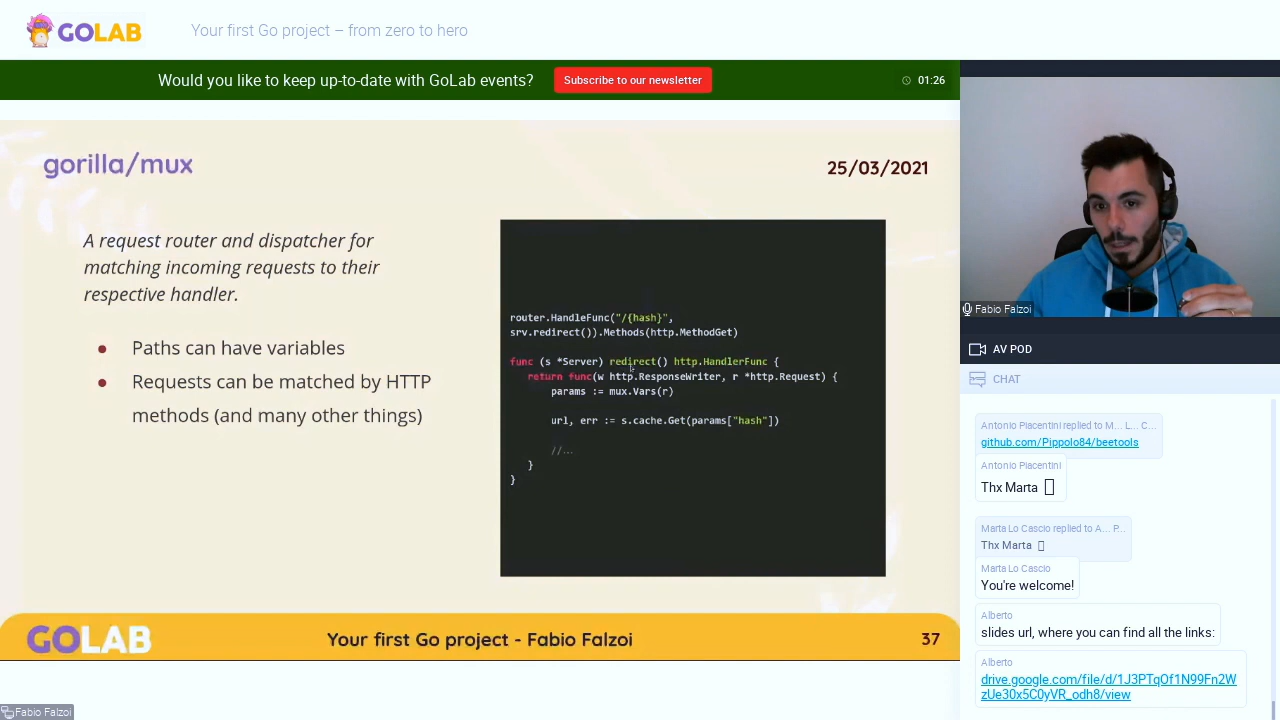 GOLAB
Your first Go project – from zero to hero
Would you like to keep up-to-date with GoLab events?
Subscribe to our newsletter
01:26
gorilla/mux
25/03/2021
A request router and dispatcher for
matching incoming requests to their
respective handler.
● Paths can have variables
● Requests can be matched by HTTP
methods (and many other things)
router.HandleFunc("/{hash}",
srv.redirect()).Methods(http.MethodGet)
func (s *Server) redirect() http.HandlerFunc {
return func(w http.ResponseWriter, r *http.Request) {
params := mux.Vars(r)
url, err := s.cache.Get(params["hash"])
//...
}
}
GOLAB
Your first Go project - Fabio Falzoi
37
Fabio Falzoi
Fabio Falzoi
AV POD
CHAT
Antonio Piacentini replied to M... L... C...
github.com/Pippolo84/beetools
Antonio Piacentini
Thx Marta
Marta Lo Cascio replied to A... P...
Thx Marta
Marta Lo Cascio
You're welcome!
Alberto
slides url, where you can find all the links:
Alberto
drive.google.com/file/d/1J3PTqOf1N99Fn2W
zUe30x5C0yVR_odh8/view